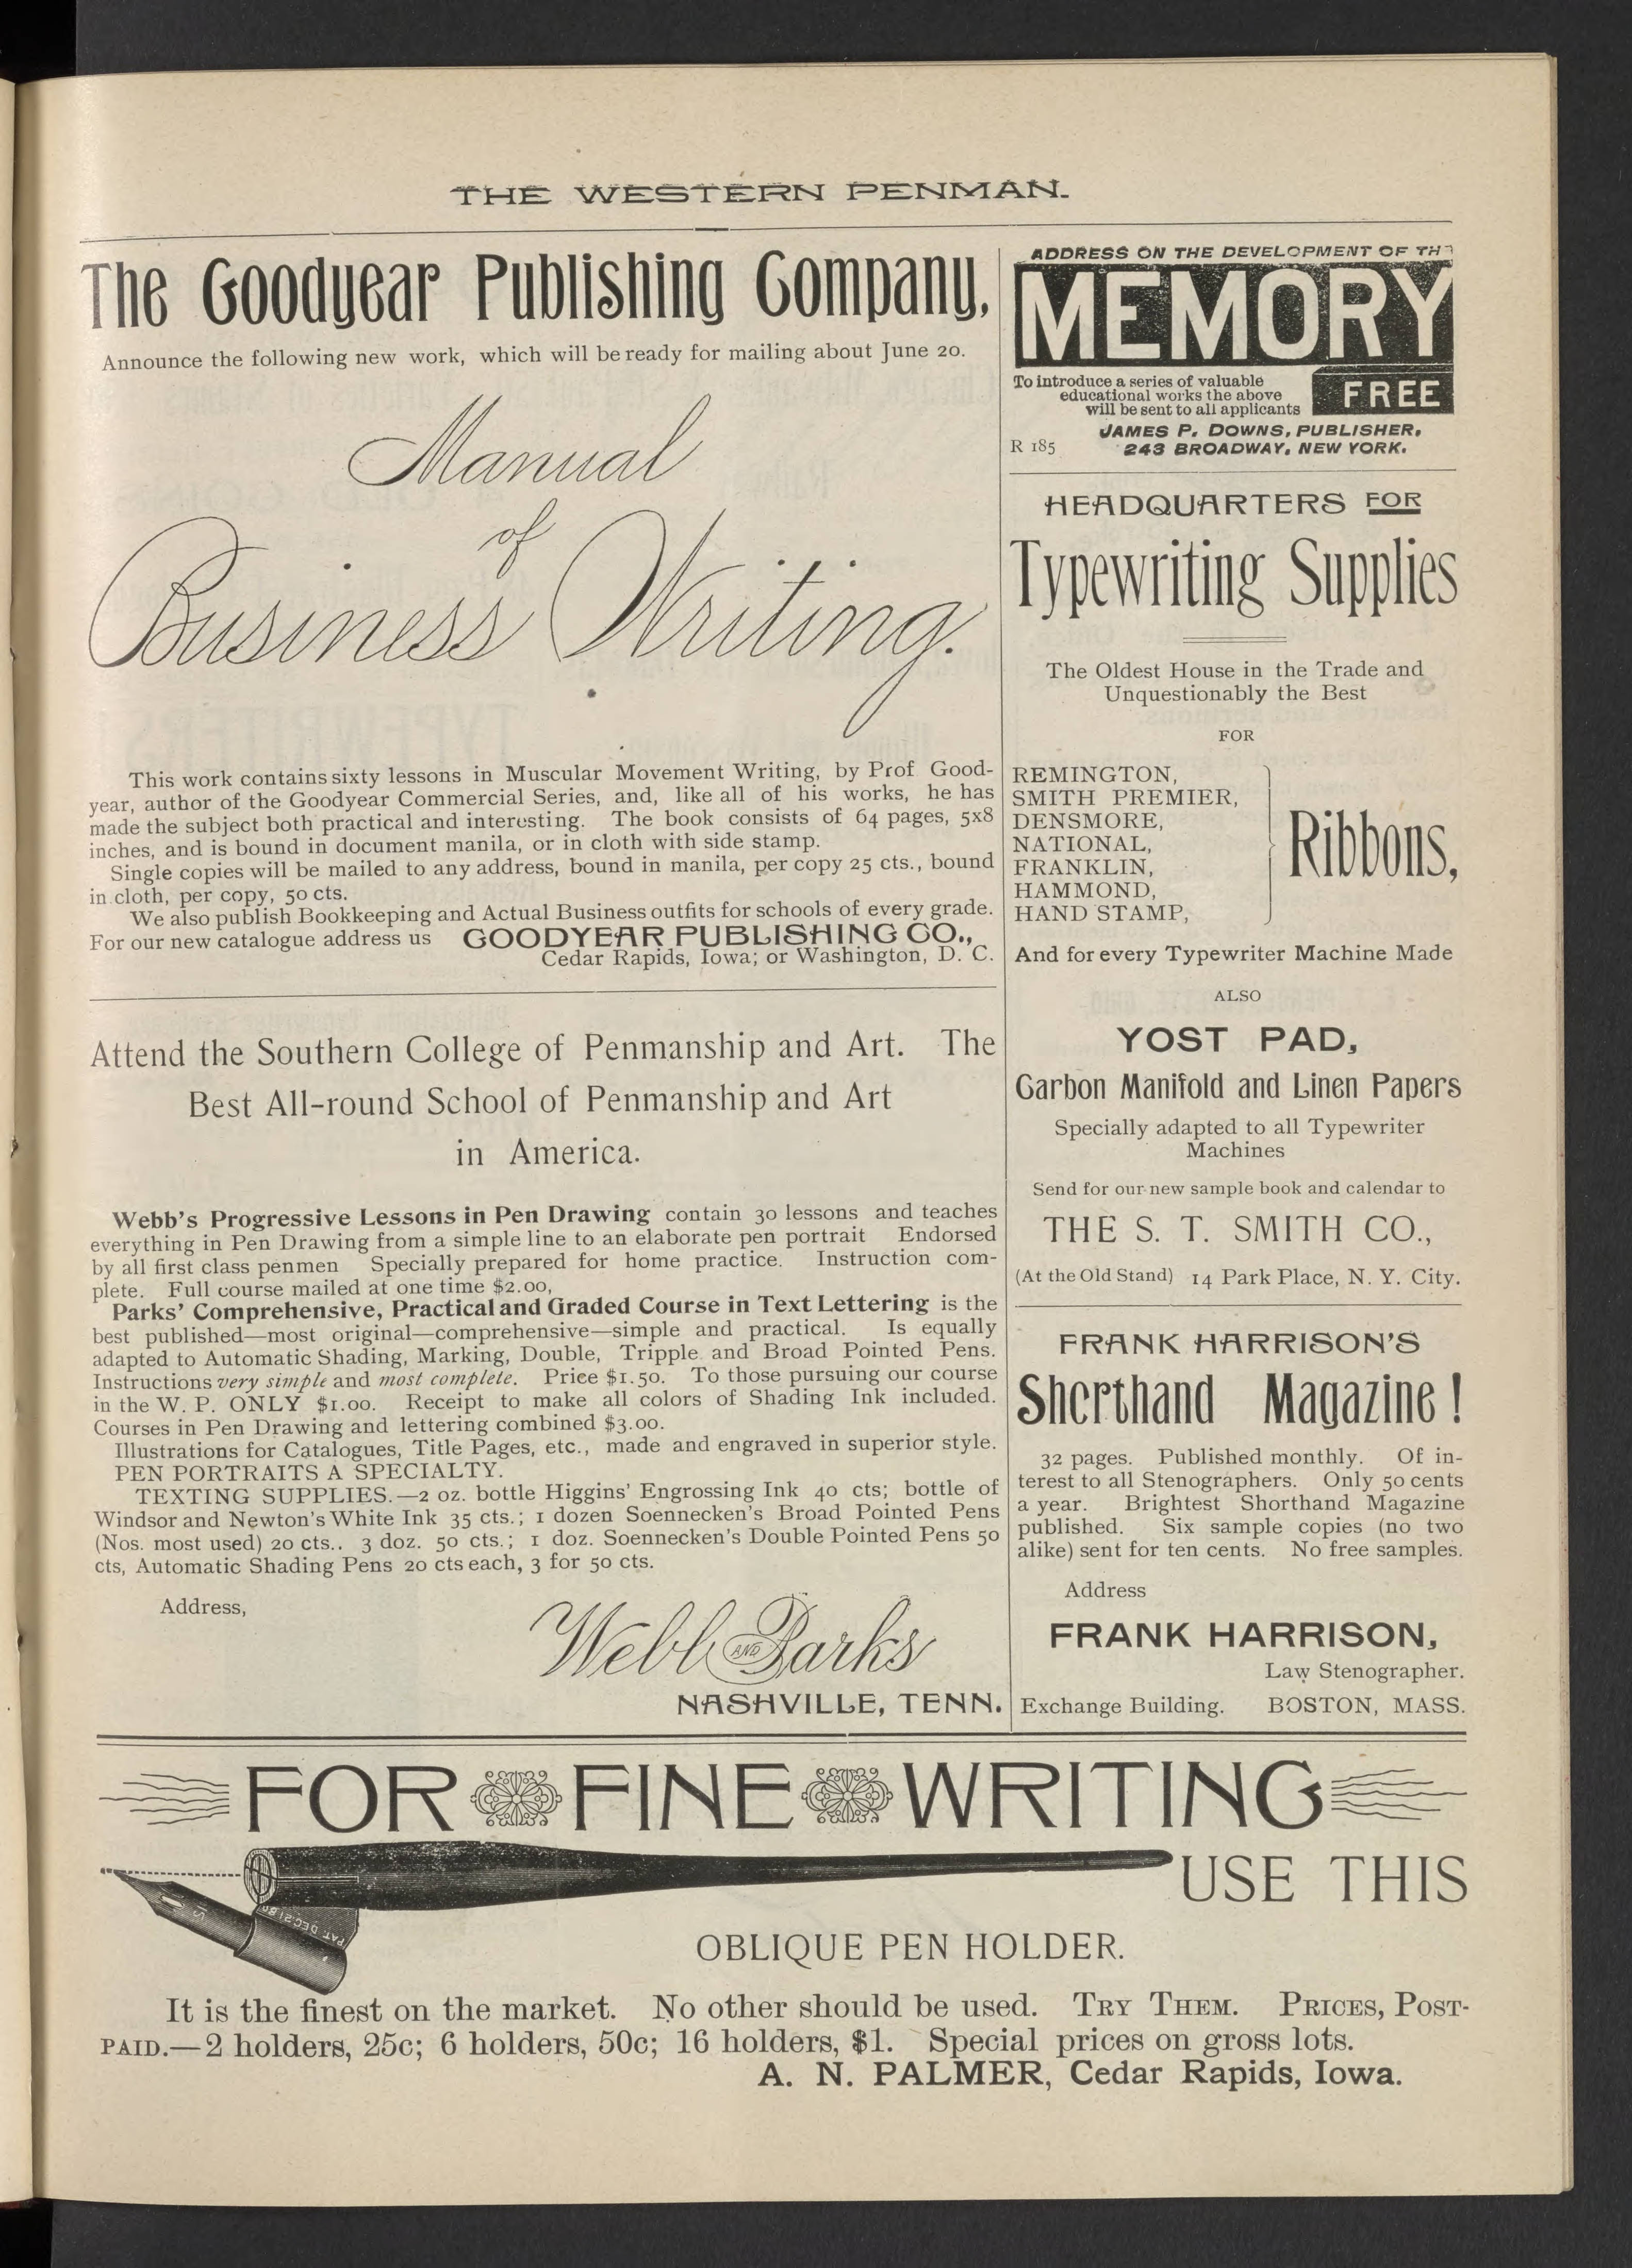 THE WESTERN PENMAN.
The Goodyear Publishing Company,
Announce the following new work, which will be ready for mailing about June 20.
Manual
of
Business Writing.
This work contains sixty lessons in Muscular Movement Writing, by Prof Good-
year, author of the Goodyear Commercial Series, and, like all of his works, he has
made the subject both practical and interesting. The book consists of 64 pages, 5x8
inches, and is bound in document manila, or in cloth with side stamp.
Single copies will be mailed to any address, bound in manila, per copy 25 cts., bound
in cloth, per copy, 50 cts.
We also publish Bookkeeping and Actual Business outfits for schools of every grade.
For our new catalogue address us GOODYEAR PUBLISHING CO.,
Cedar Rapids, Iowa; or Washington, D. C.
Attend the Southern College of Penmanship and Art. The
Best All-round School of Penmanship and Art
in America.
Webb's Progressive Lessons in Pen Drawing contain 30 lessons and teaches
everything in Pen Drawing from a simple line to an elaborate pen portrait Endorsed
by all first class penmen Specially prepared for home practice. Instruction com-
plete. Full course mailed at one time $2.00,
Parks' Comprehensive, Practical and Graded Course in Text Lettering is the
best published—most original—comprehensive—simple and practical. Is equally
adapted to Automatic Shading, Marking, Double, Tripple and Broad Pointed Pens.
Instructions very simple and most complete. Price $1.50. To those pursuing our course
in the W. P. ONLY $1.00. Receipt to make all colors of Shading Ink included.
Courses in Pen Drawing and lettering combined $3.00.
Illustrations for Catalogues, Title Pages, etc., made and engraved in superior style.
PEN PORTRAITS A SPECIALTY.
TEXTING SUPPLIES.—2 oz. bottle Higgins' Engrossing Ink 40 cts; bottle of
Windsor and Newton's White Ink 35 cts.; 1 dozen Soennecken's Broad Pointed Pens
(Nos. most used) 20 cts.. 3 doz. 50 cts.; 1 doz. Soennecken's Double Pointed Pens 50
cts, Automatic Shading Pens 20 cts each, 3 for 50 cts.
Address,
Webb AND Parks
NASHVILLE, TENN.
ADDRESS ON THE DEVELOPMENT OF TH
MEMORY
To introduce a series of valuable
educational works the above
will be sent to all applicants
FREE
JAMES P. DOWNS, PUBLISHER,
R 185 243 BROADWAY, NEW YORK.
HEADQUARTERS FOR
Typewriting Supplies
The Oldest House in the Trade and
Unquestionably the Best
FOR
REMINGTON,
SMITH PREMIER,
DENSMORE,
NATIONAL,
FRANKLIN,
HAMMOND,
HAND STAMP,
Ribbons,
And for every Typewriter Machine Made
ALSO
YOST PAD,
Carbon Manifold and Linen Papers
Specially adapted to all Typewriter
Machines
Send for our new sample book and calendar to
THE S. T. SMITH CO.,
(At the Old Stand) 14 Park Place, N. Y. City.
FRANK HARRISON'S
Shorthand Magazine!
32 pages. Published monthly. Of in-
terest to all Stenographers. Only 50 cents
a year. Brightest Shorthand Magazine
published. Six sample copies (no two
alike) sent for ten cents. No free samples.
Address
FRANK HARRISON,
Law Stenographer.
Exchange Building. BOSTON, MASS.
FOR FINE WRITING
USE THIS
PAT. DEC. 21 80
OBLIQUE PEN HOLDER.
It is the finest on the market. No other should be used. TRY THEM. PRICES, POST-
PAID.—2 holders, 25c; 6 holders, 50c; 16 holders, $1. Special prices on gross lots.
A. N. PALMER, Cedar Rapids, Iowa.